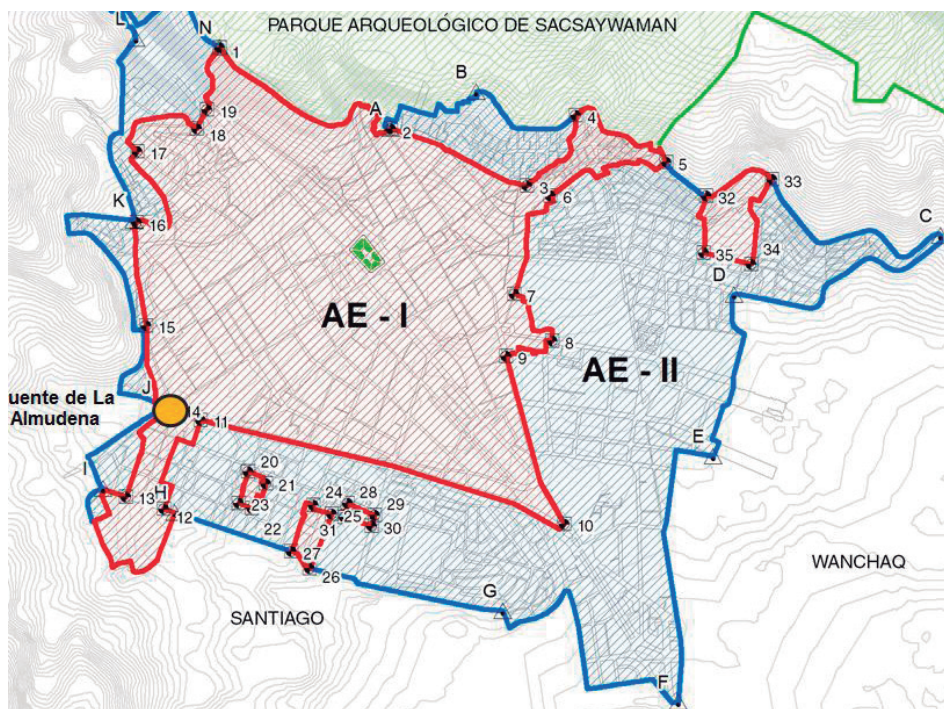 L
N
PARQUE ARQUEOLÓGICO DE SACSAYWAMAN
1
B
19
A
4
18
2
17
5
33
3
6
32
K
16
C
35
34
D
7
AE - I
15
8
AE - II
9
J
uente de La
Almudena
4
11
E
I
20
21
24
28
29
13
H
23
25
12
31
30
10
22
27
WANCHAQ
26
G
SANTIAGO
F